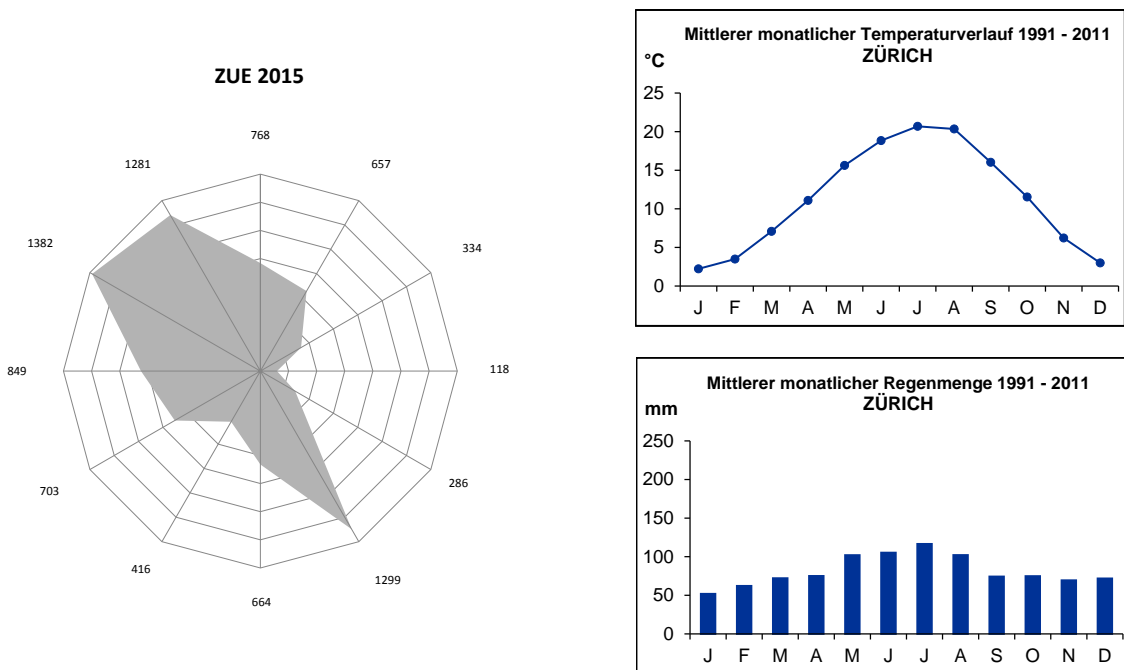 ZUE 2015
768
657
334
118
286
1299
664
416
703
849
1382
1281
Mittlerer monatlicher Temperaturverlauf 1991 - 2011
ZÜRICH
°C
25
20
15
10
5
0
J F M A M J J A S O N D
Mittlerer monatlicher Regenmenge 1991 - 2011
ZÜRICH
mm
250
200
150
100
50
0
J F M A M J J A S O N D